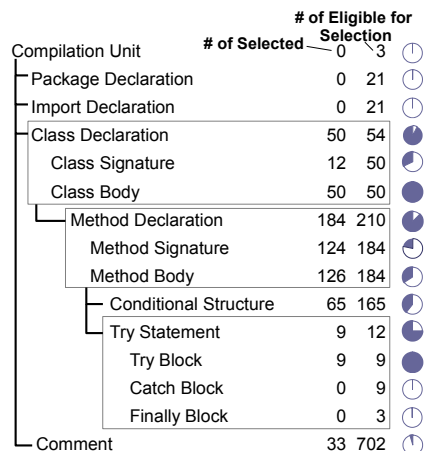 # of Eligible for
Selection
# of Selected
Compilation Unit 0 3
Package Declaration 0 21
Import Declaration 0 21
Class Declaration 50 54
Class Signature 12 50
Class Body 50 50
Method Declaration 184 210
Method Signature 124 184
Method Body 126 184
Conditional Structure 65 165
Try Statement 9 12
Try Block 9 9
Catch Block 0 9
Finally Block 0 3
Comment 33 702